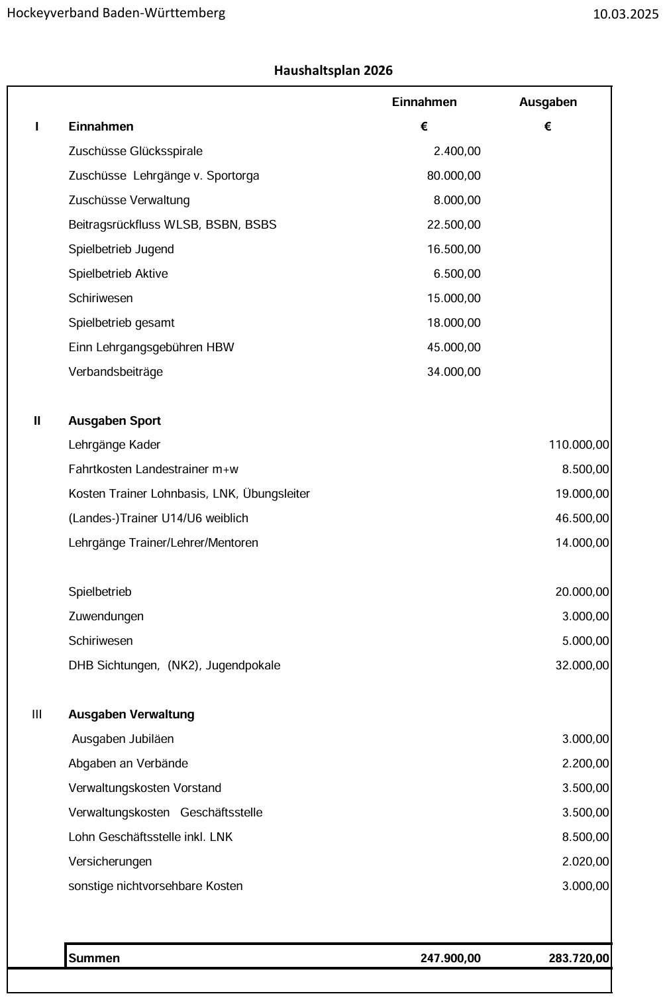 Hockeyverband Baden-Württemberg 10.03.2025
Haushaltsplan 2026
Einnahmen Ausgaben
I Einnahmen € €
Zuschüsse Glücksspirale 2.400,00
Zuschüsse  Lehrgänge v. Sportorga 80.000,00
Zuschüsse Verwaltung 8.000,00
Beitragsrückfluss WLSB, BSBN, BSBS 22.500,00
Spielbetrieb Jugend 16.500,00
Spielbetrieb Aktive 6.500,00
Schiriwesen 15.000,00
Spielbetrieb gesamt 18.000,00
Einn Lehrgangsgebühren HBW 45.000,00
Verbandsbeiträge 34.000,00
II Ausgaben Sport
Lehrgänge Kader 110.000,00
Fahrtkosten Landestrainer m+w 8.500,00
Kosten Trainer Lohnbasis, LNK, Übungsleiter 19.000,00
(Landes-)Trainer U14/U6 weiblich 46.500,00
Lehrgänge Trainer/Lehrer/Mentoren 14.000,00
Spielbetrieb 20.000,00
Zuwendungen 3.000,00
Schiriwesen 5.000,00
DHB Sichtungen,  (NK2), Jugendpokale 32.000,00
III Ausgaben Verwaltung
Ausgaben Jubiläen 3.000,00
Abgaben an Verbände 2.200,00
Verwaltungskosten Vorstand 3.500,00
Verwaltungskosten   Geschäftsstelle 3.500,00
Lohn Geschäftsstelle inkl. LNK 8.500,00
Versicherungen 2.020,00
sonstige nichtvorsehbare Kosten 3.000,00
Summen 247.900,00 283.720,00